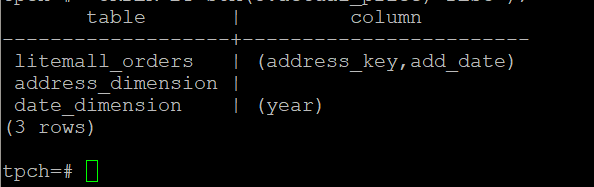 table | column
-------------------+------------------------
litemall_orders | (address_key,add_date)
address_dimension |
date_dimension | (year)
(3 rows)
tpch=#